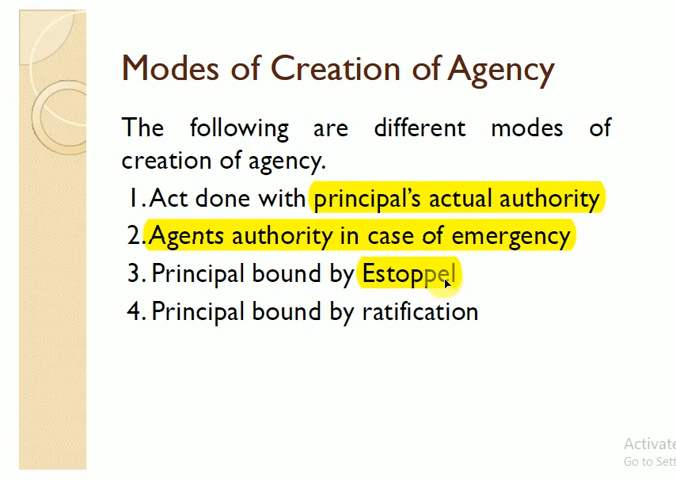 Modes of Creation of Agency
The following are different modes of
creation of agency.
1. Act done with principal's actual authority
2. Agents authority in case of emergency
3. Principal bound by Estoppel
4. Principal bound by ratification
Activate
Go to Sett